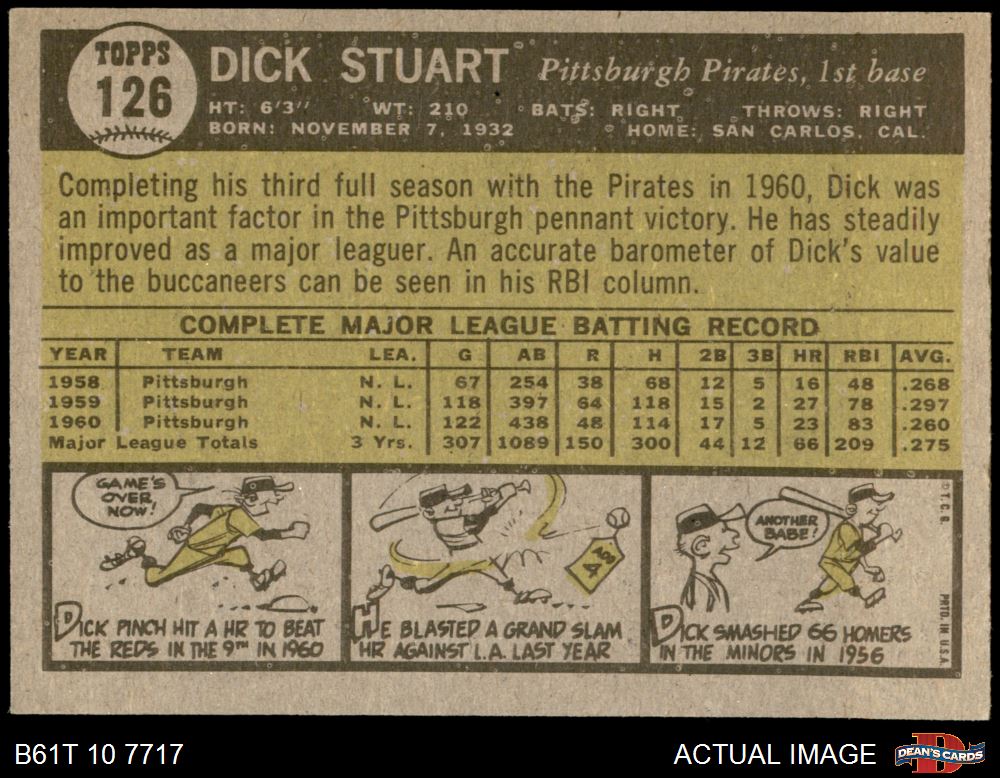 TOPPS
126
DICK STUART Pittsburgh Pirates, 1st base
HT: 6'3" WT: 210 BATS: RIGHT THROWS: RIGHT
BORN: NOVEMBER 7, 1932 HOME: SAN CARLOS, CAL.
Completing his third full season with the Pirates in 1960, Dick was
an important factor in the Pittsburgh pennant victory. He has steadily
improved as a major leaguer. An accurate barometer of Dick's value
to the buccaneers can be seen in his RBI column.
COMPLETE MAJOR LEAGUE BATTING RECORD
YEAR TEAM LEA. G AB R H 2B 3B HR RBI AVG.
1958 Pittsburgh N. L. 67 254 38 68 12 5 16 48 .268
1959 Pittsburgh N. L. 118 397 64 118 15 2 27 78 .297
1960 Pittsburgh N. L. 122 438 48 114 17 5 23 83 .260
Major League Totals 3 Yrs. 307 1089 150 300 44 12 66 209 .275
GAME'S
OVER
NOW!
DICK PINCH HIT A HR TO BEAT
THE REDS IN THE 9TH IN 1960
HE BLASTED A GRAND SLAM
HR AGAINST L.A. LAST YEAR
ANOTHER
BABE!
DICK SMASHED 66 HOMERS
IN THE MINORS IN 1956
© T. C. G.
PRTD. IN U.S.A.
B61T 10 7717
ACTUAL IMAGE
DEAN'S CARDS